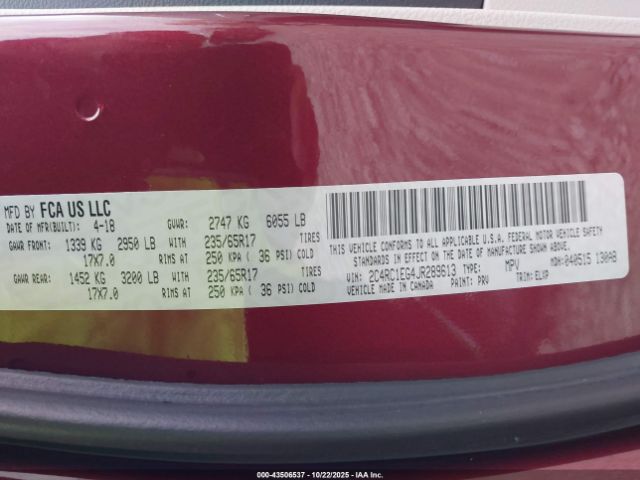 MFD BY FCA US LLC
DATE OF MFR(BUILT): 4-18 GVWR: 2747 KG 6055 LB
GAWR FRONT: 1339 KG 2950 LB WITH 235/65R17 TIRES
17X7.0 RIMS AT 250 KPA ( 36 PSI) COLD
GAWR REAR: 1452 KG 3200 LB WITH 235/65R17 TIRES
17X7.0 RIMS AT 250 KPA ( 36 PSI) COLD
THIS VEHICLE CONFORMS TO ALL APPLICABLE U.S.A. FEDERAL MOTOR VEHICLE SAFETY
STANDARDS IN EFFECT ON THE DATE OF MANUFACTURE SHOWN ABOVE.
VIN: 2C4RC1EG4JR289613 TYPE: MPV MDH: 040515 130AB
VEHICLE MADE IN CANADA PAINT: PRV TRIM: ELVP
000-43506537 - 10/22/2025 - IAA Inc.